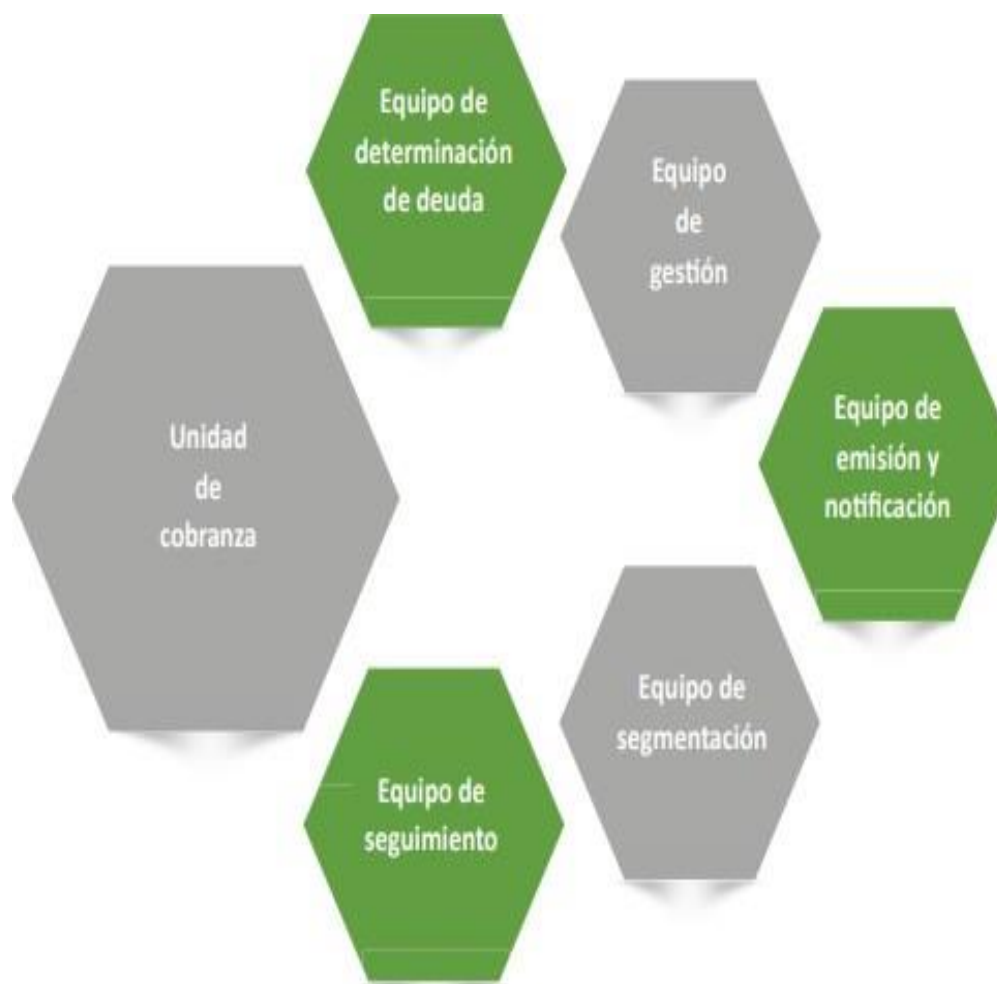 Equipo de
determinación
de deuda
Equipo
de
gestión
Equipo de
emisión y
notificación
Unidad
de
cobranza
Equipo de
segmentación
Equipo de
seguimiento